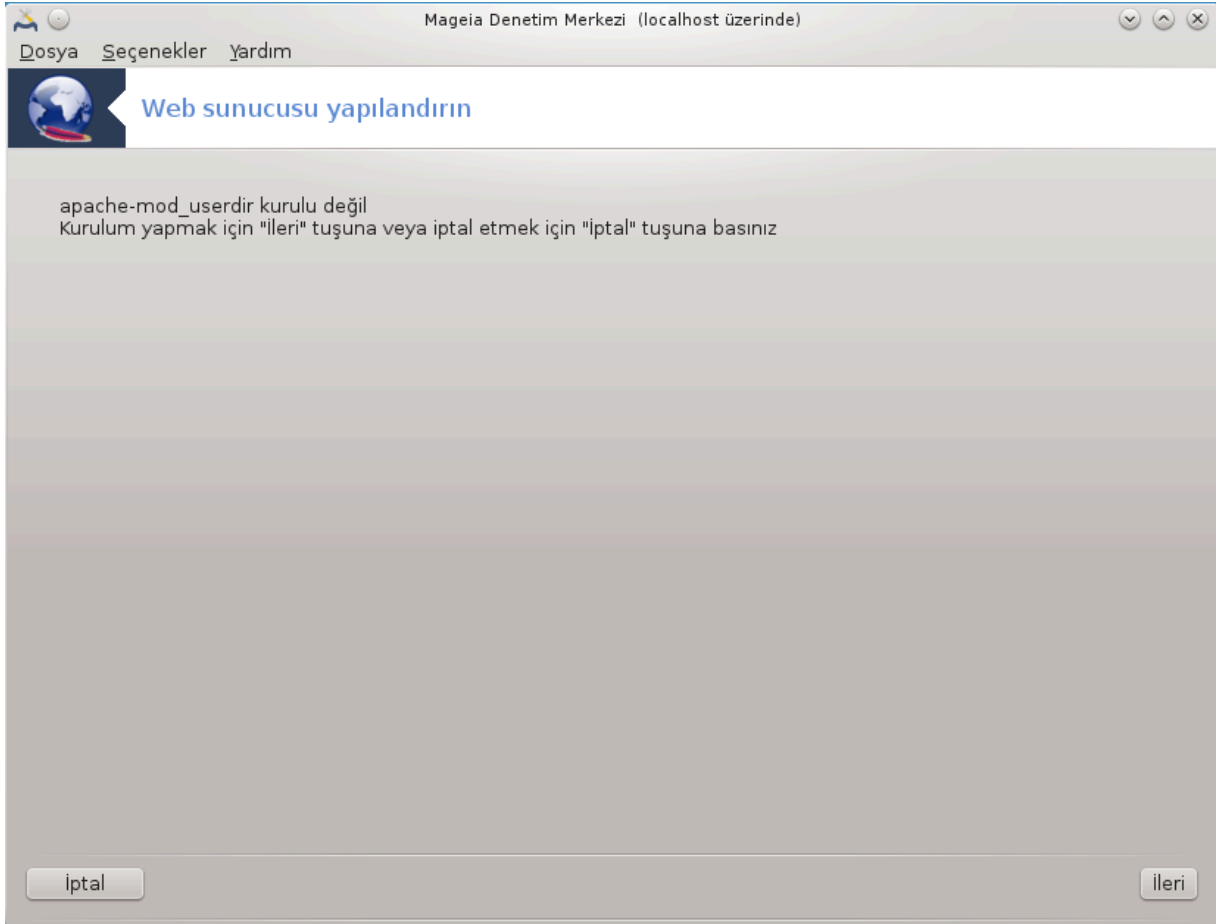 Mageia Denetim Merkezi (localhost üzerinde)
Dosya Seçenekler Yardım
Web sunucusu yapılandırın
apache-mod_userdir kurulu değil
Kurulum yapmak için "İleri" tuşuna veya iptal etmek için "İptal" tuşuna basınız
İptal İleri